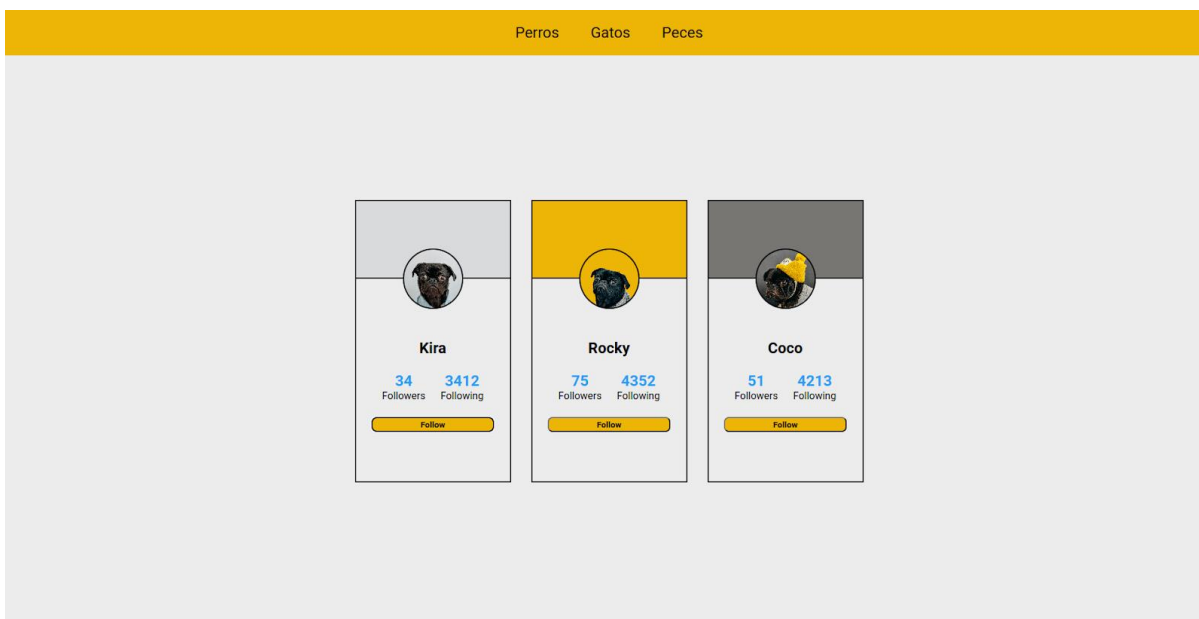 Perros Gatos Peces
Kira
34 3412
Followers Following
Follow
Rocky
75 4352
Followers Following
Follow
Coco
51 4213
Followers Following
Follow